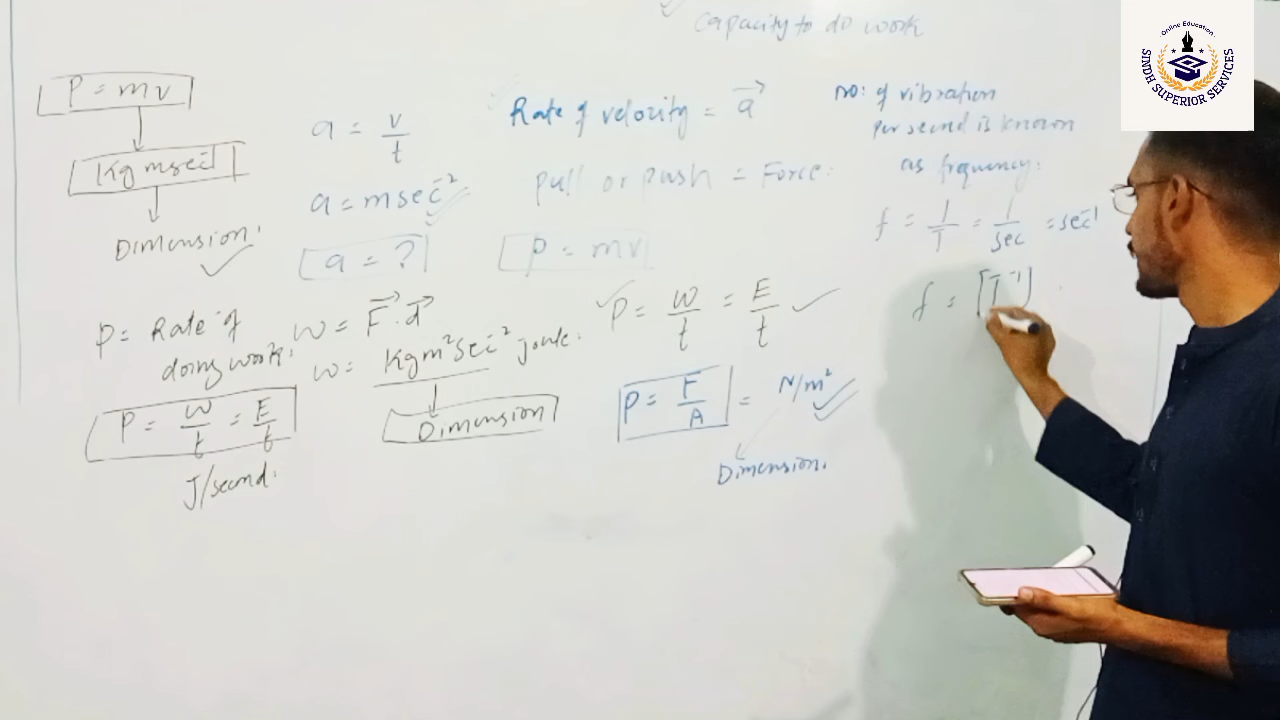 Capacity to do work
Online Education
SINDH SUPERIOR SERVICES
P = mv
Kg msec⁻¹
Dimension.
a = v/t
a = msec⁻²
a = ?
Rate of velocity = a⃗
Pull or push = Force.
P = mv
no: of vibration
per second is known
as frequency.
f = 1/T = 1/sec = sec⁻¹
f = [T⁻¹]
P = Rate of
doing work.
P = W/t = E/t
J/second.
W = F⃗ . d⃗
W = Kgm²sec⁻² joule.
Dimension
P = W/t = E/t
P = F/A = N/m²
Dimension.